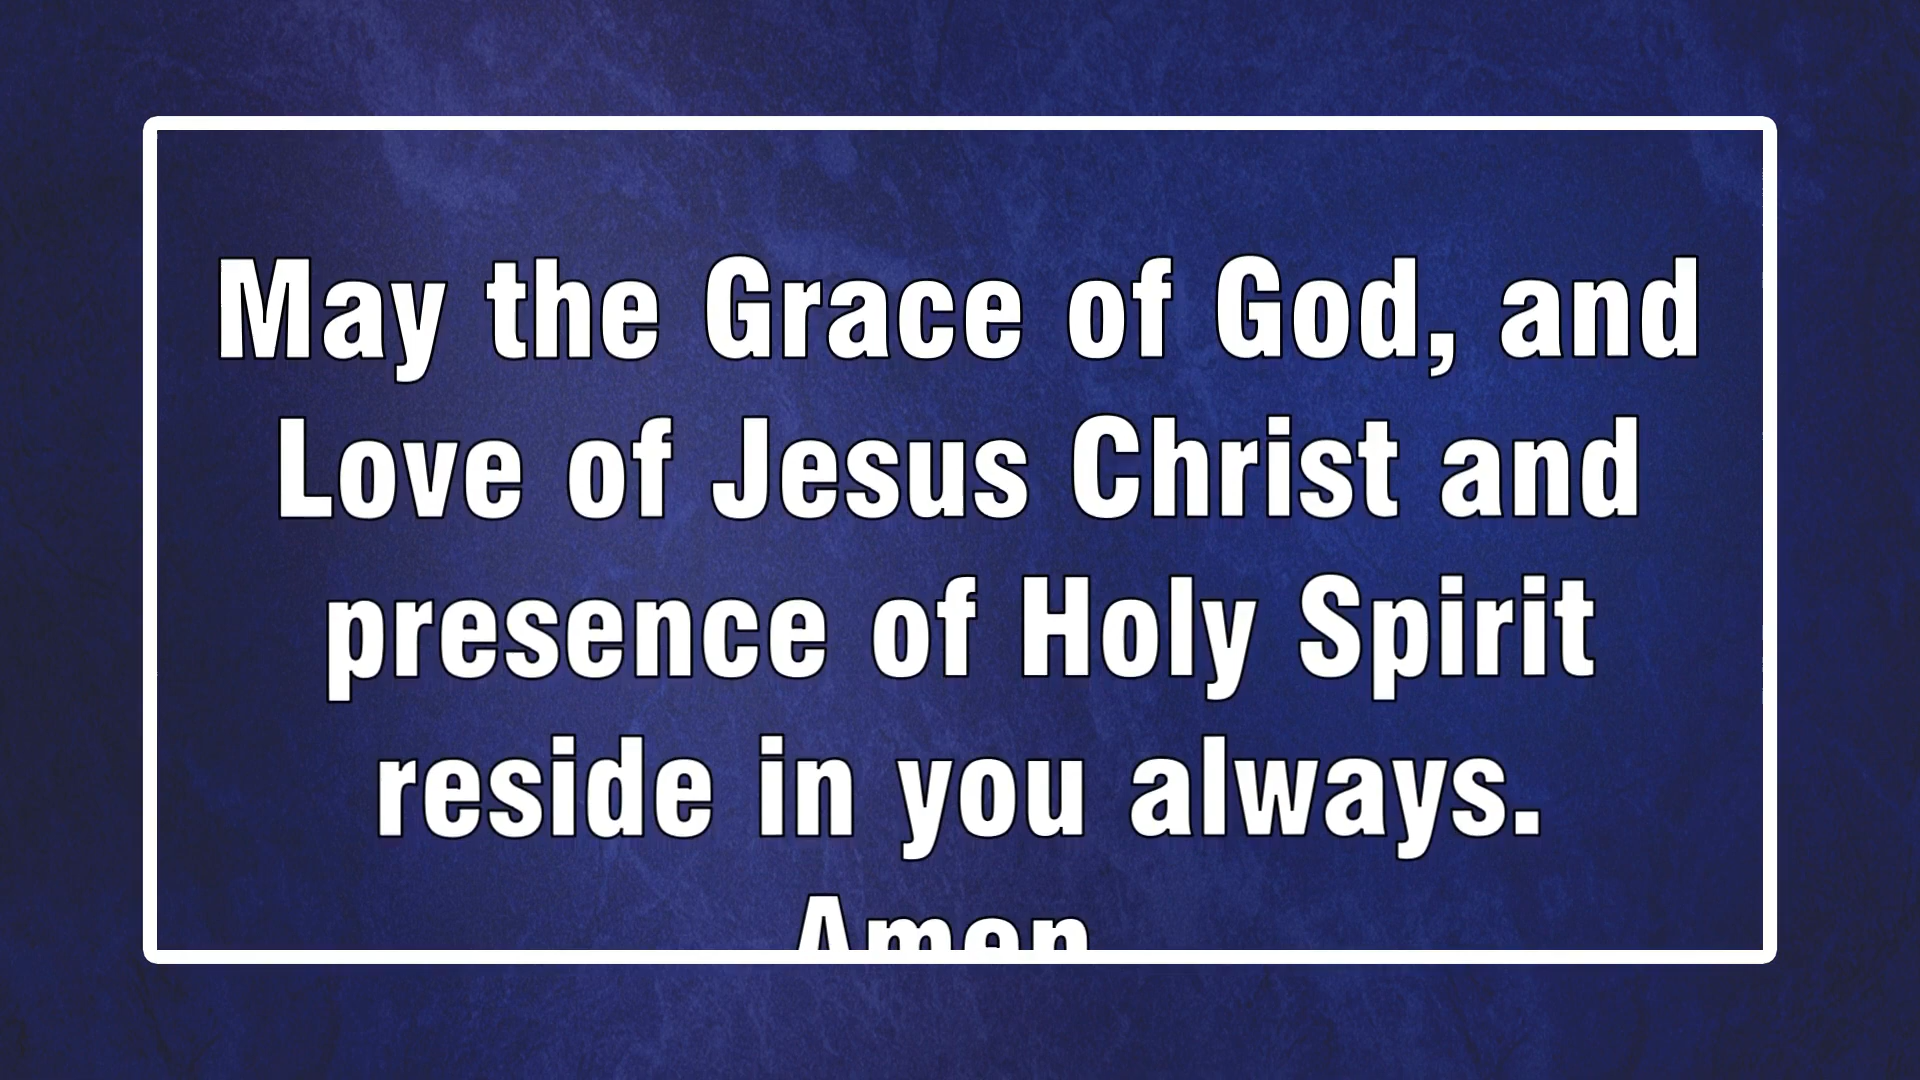 May the Grace of God, and
Love of Jesus Christ and
presence of Holy Spirit
reside in you always.
Amen